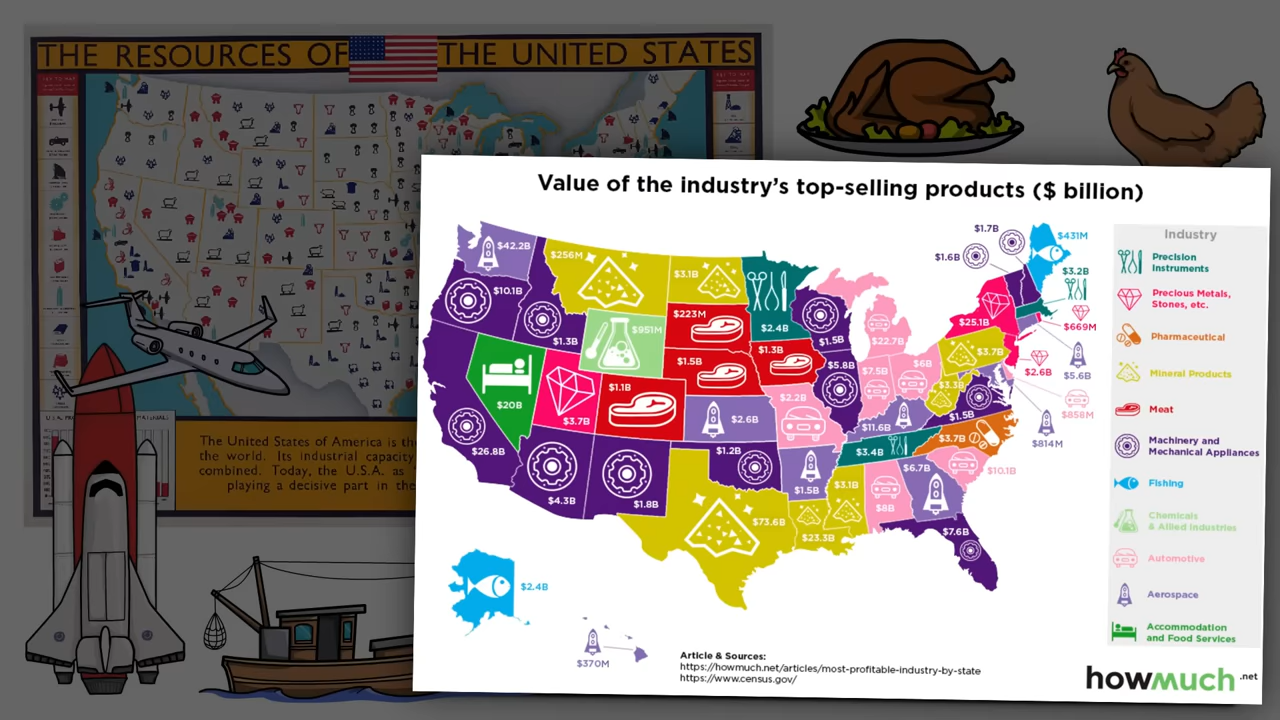 THE RESOURCES OF THE UNITED STATES
The United States of America is the
the world. Its industrial capacity
combined. Today, the U.S.A. as
playing a decisive part in the
Value of the industry's top-selling products ($ billion)
$42.2B
$256M
$3.1B
$2.4B
$1.7B
$1.6B
$431M
$3.2B
$10.1B
$1.3B
$951M
$223M
$1.5B
$22.7B
$25.1B
$669M
$1.5B
$1.3B
$5.8B
$7.5B
$6B
$3.7B
$2.6B
$5.6B
$20B
$3.7B
$1.1B
$2.6B
$2.2B
$11.6B
$3.3B
$1.5B
$858M
$814M
$26.8B
$4.3B
$1.8B
$1.2B
$1.5B
$3.4B
$3.7B
$10.1B
$73.6B
$23.3B
$3.1B
$8B
$6.7B
$7.6B
$2.4B
$370M
Industry
Precision
Instruments
Precious Metals,
Stones, etc.
Pharmaceutical
Mineral Products
Meat
Machinery and
Mechanical Appliances
Fishing
Chemicals
& Allied Industries
Automotive
Aerospace
Accommodation
and Food Services
Article & Sources:
https://howmuch.net/articles/most-profitable-industry-by-state
https://www.census.gov/
howmuch.net